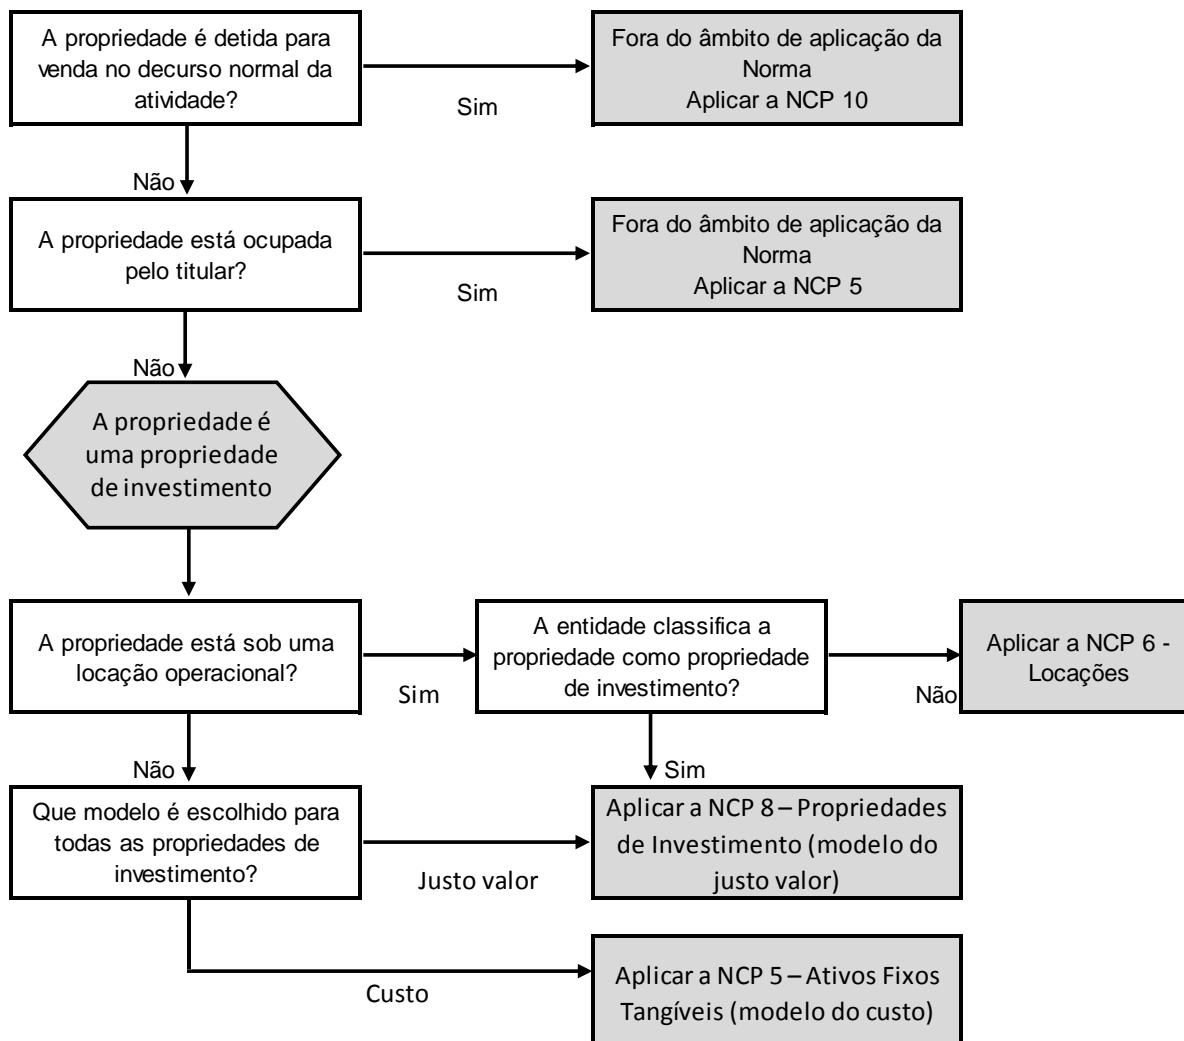 A propriedade é detida para
venda no decurso normal da
atividade?
Sim
Fora do âmbito de aplicação da
Norma
Aplicar a NCP 10
Não
A propriedade está ocupada
pelo titular?
Sim
Fora do âmbito de aplicação da
Norma
Aplicar a NCP 5
Não
A propriedade é
uma propriedade
de investimento
A propriedade está sob uma
locação operacional?
Sim
A entidade classifica a
propriedade como propriedade
de investimento?
Não
Aplicar a NCP 6 -
Locações
Não
Sim
Que modelo é escolhido para
todas as propriedades de
investimento?
Justo valor
Aplicar a NCP 8 – Propriedades
de Investimento (modelo do
justo valor)
Custo
Aplicar a NCP 5 – Ativos Fixos
Tangíveis (modelo do custo)